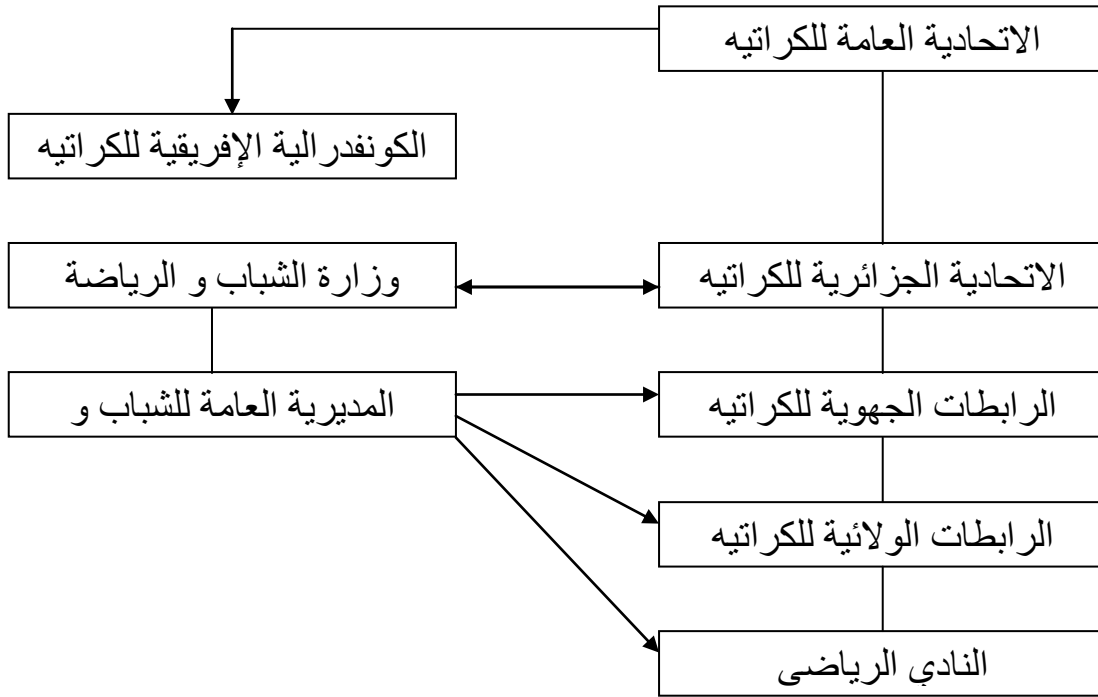 الاتحادية العامة للكراتيه
الكونفدرالية الإفريقية للكراتيه
الاتحادية الجزائرية للكراتيه
وزارة الشباب و الرياضة
الرابطات الجهوية للكراتيه
المديرية العامة للشباب و
الرابطات الولائية للكراتيه
النادي الرياضي